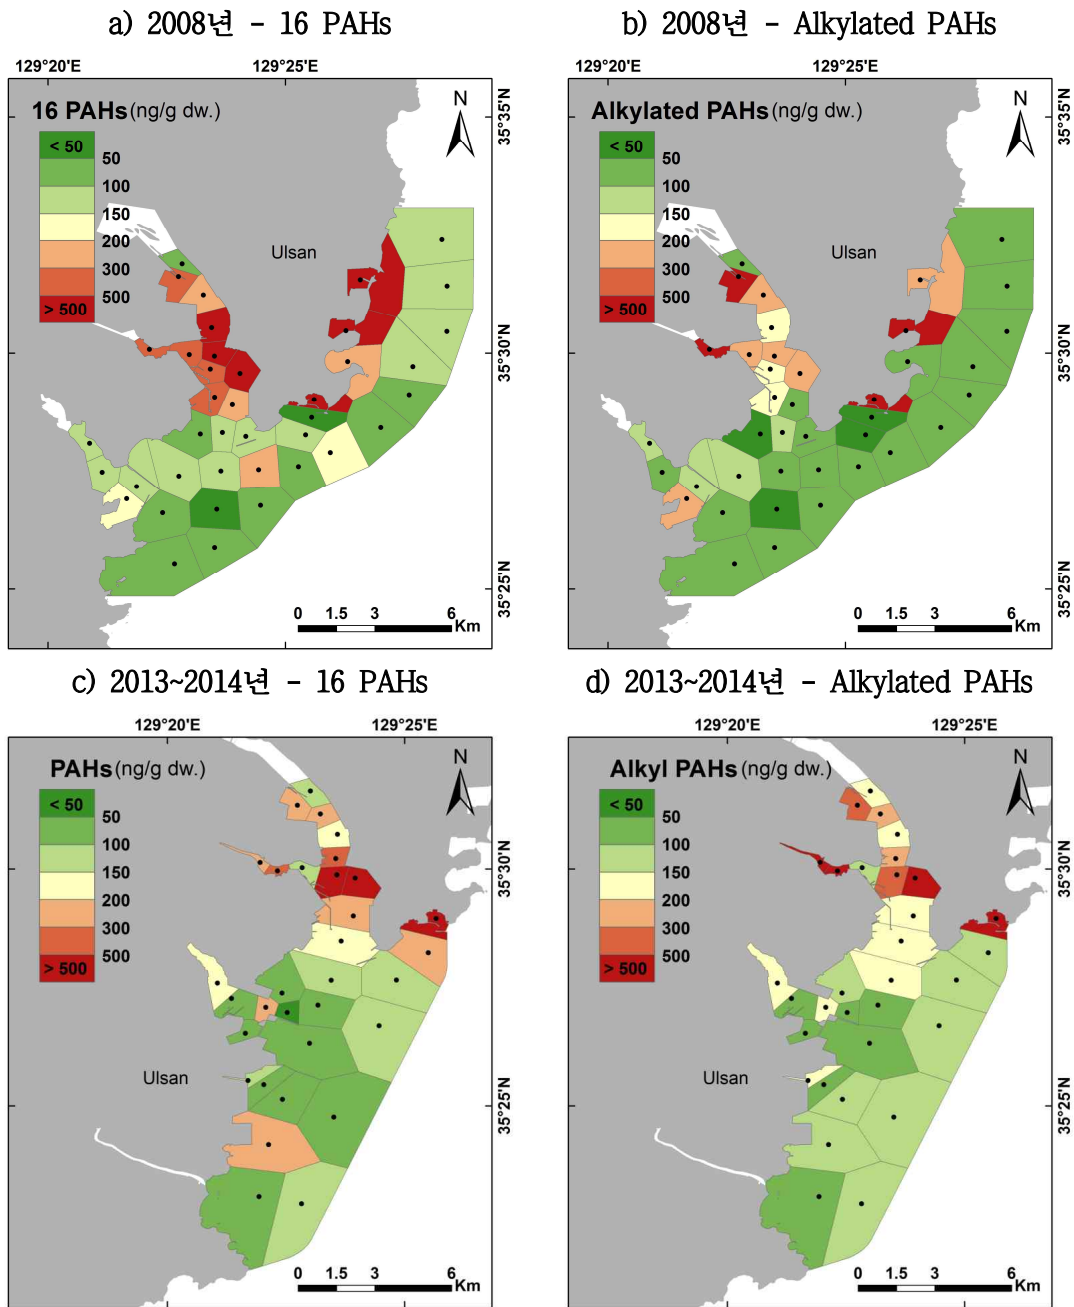 a) 2008년 - 16 PAHs
129°20'E 129°25'E
16 PAHs(ng/g dw.)
< 50
50
100
150
200
300
500
> 500
N
Ulsan
35°35'N
35°30'N
35°25'N
0 1.5 3 6
Km
b) 2008년 - Alkylated PAHs
129°20'E 129°25'E
Alkylated PAHs(ng/g dw.)
< 50
50
100
150
200
300
500
> 500
N
Ulsan
35°35'N
35°30'N
35°25'N
0 1.5 3 6
Km
c) 2013~2014년 - 16 PAHs
129°20'E 129°25'E
PAHs(ng/g dw.)
< 50
50
100
150
200
300
500
> 500
N
Ulsan
35°30'N
35°25'N
0 1.5 3 6
Km
d) 2013~2014년 - Alkylated PAHs
129°20'E 129°25'E
Alkyl PAHs(ng/g dw.)
< 50
50
100
150
200
300
500
> 500
N
Ulsan
35°30'N
35°25'N
0 1.5 3 6
Km